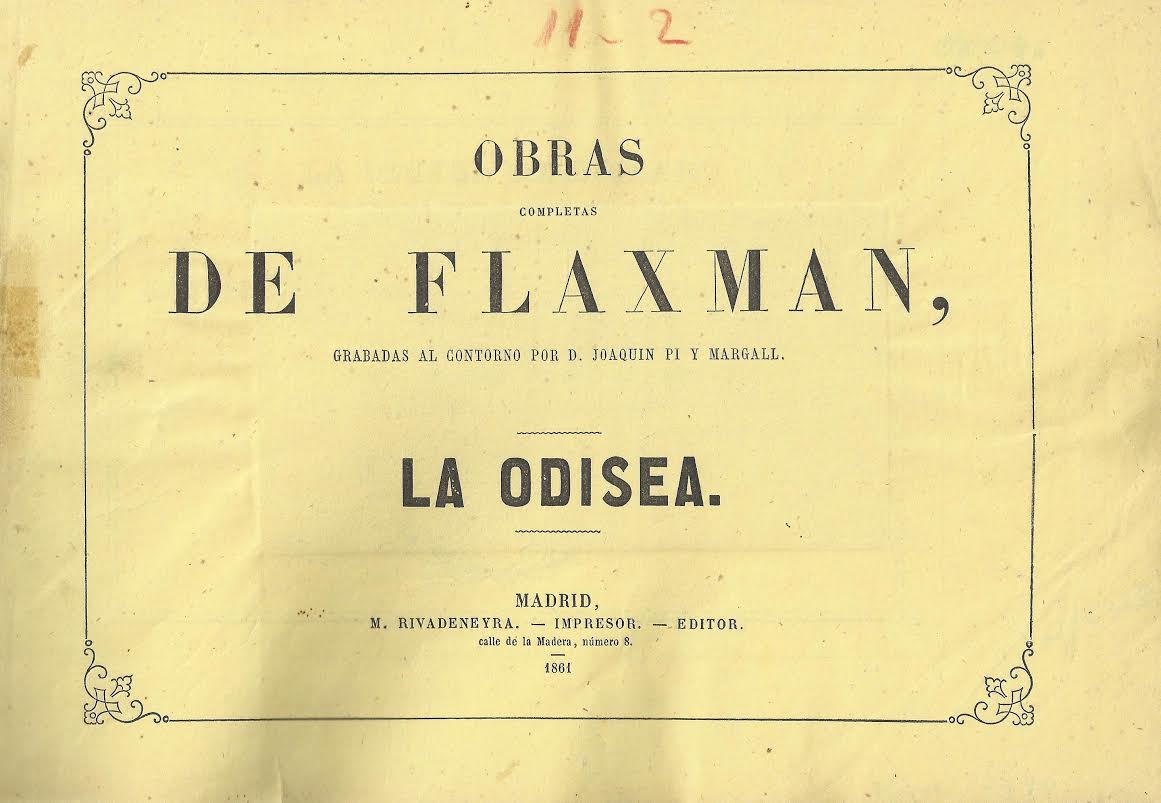 11 - 2
OBRAS
COMPLETAS
DE FLAXMAN,
GRABADAS AL CONTORNO POR D. JOAQUIN PI Y MARGALL.
LA ODISEA.
MADRID,
M. RIVADENEYRA. — IMPRESOR. — EDITOR.
calle de la Madera, número 8.
1861